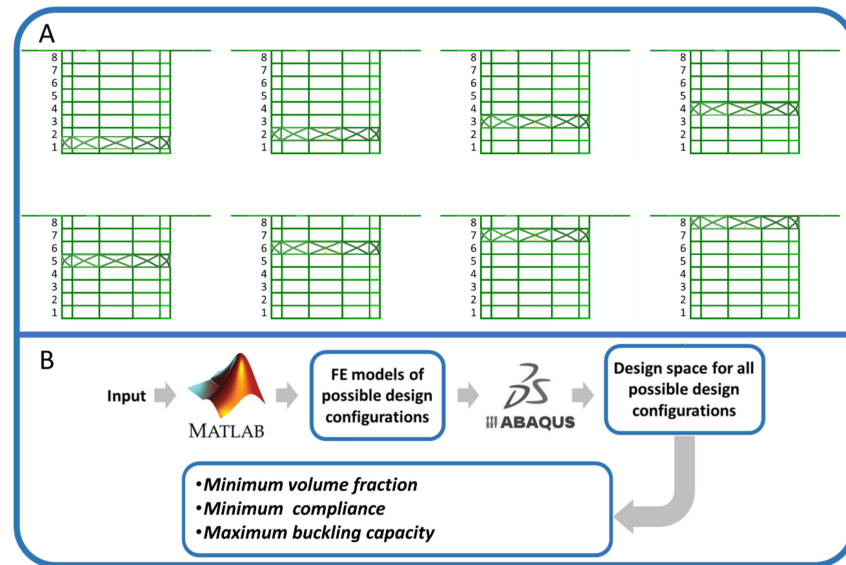 A
8 8 8 8
7 7 7 7
6 6 6 6
5 5 5 5
4 4 4 4
3 3 3 3
2 2 2 2
1 1 1 1
8 8 8 8
7 7 7 7
6 6 6 6
5 5 5 5
4 4 4 4
3 3 3 3
2 2 2 2
1 1 1 1
B
Input
MATLAB
FE models of
possible design
configurations
DS
ABAQUS
Design space for all
possible design
configurations
•Minimum volume fraction
•Minimum compliance
•Maximum buckling capacity